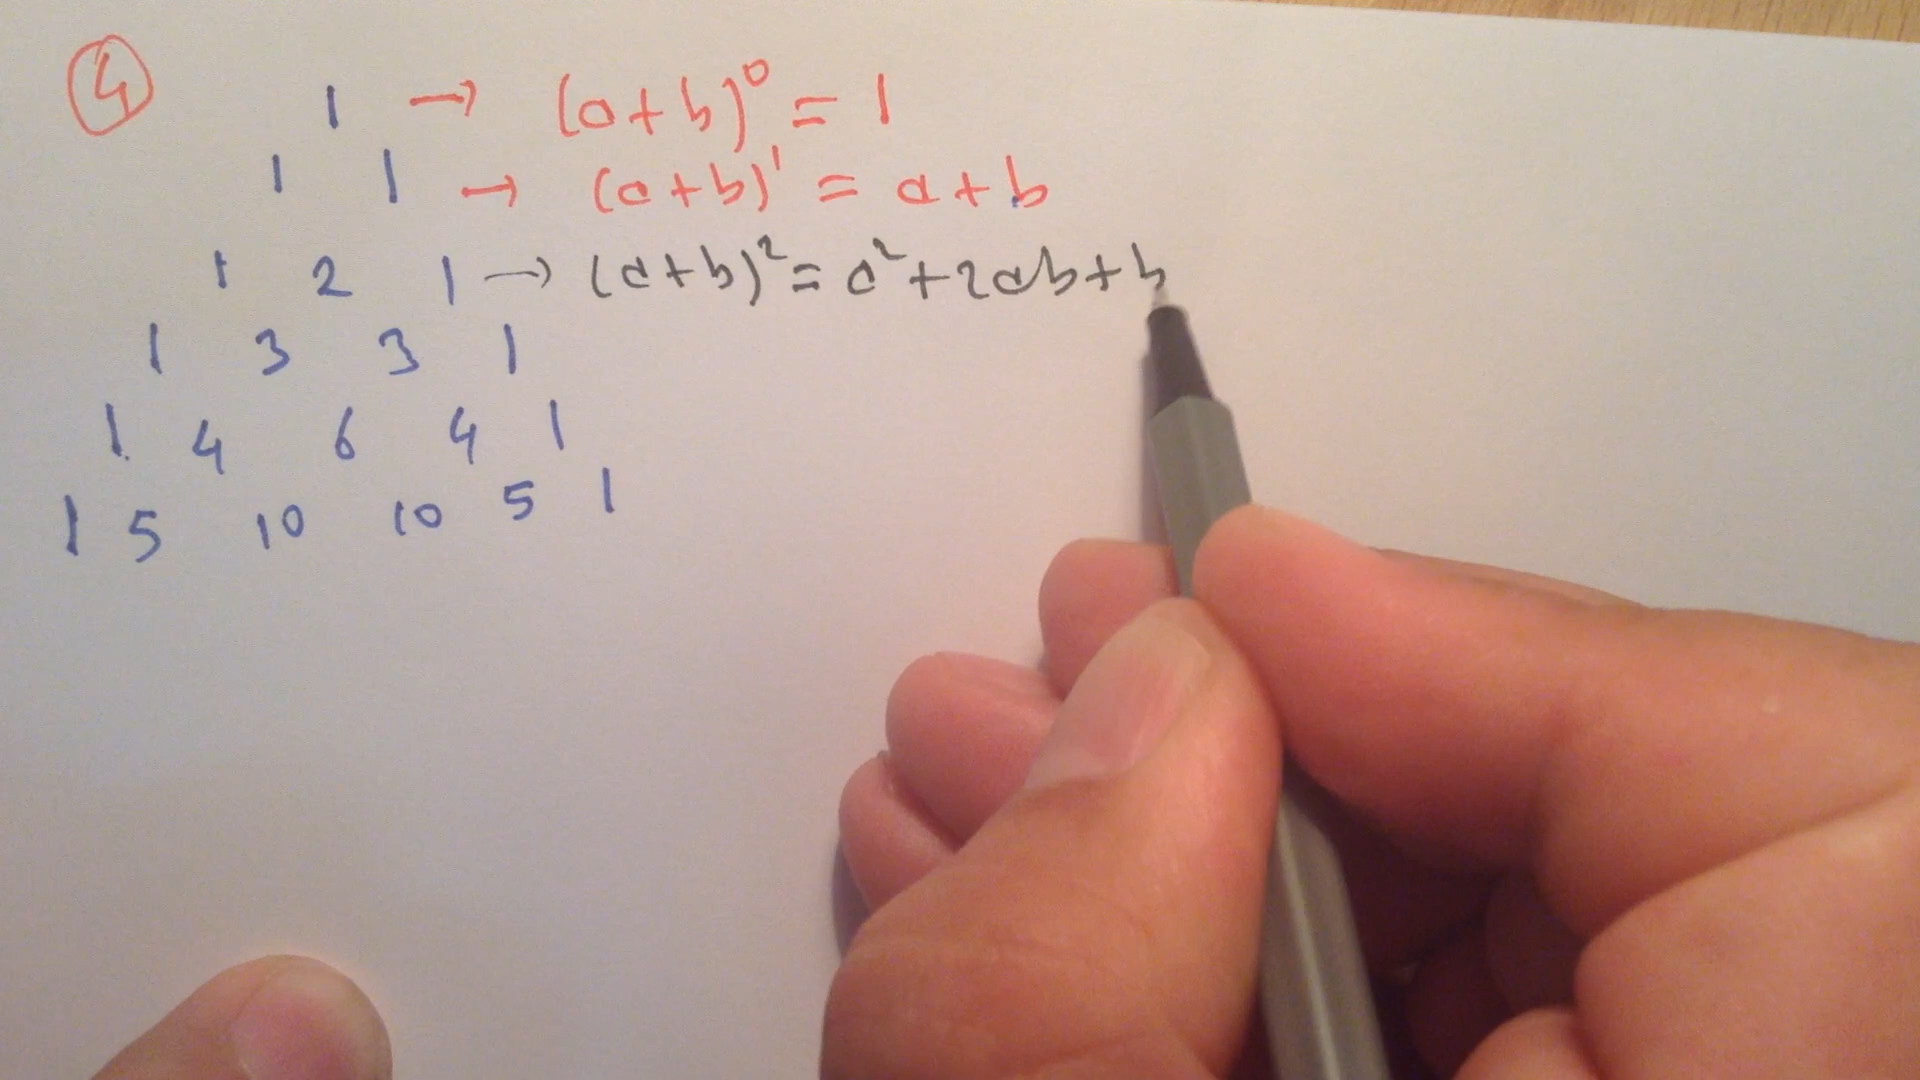 ④
1 → (a+b)⁰ = 1
1 1 → (a+b)¹ = a+b
1 2 1 → (a+b)² = a²+2ab+b
1 3 3 1
1 4 6 4 1
1 5 10 10 5 1